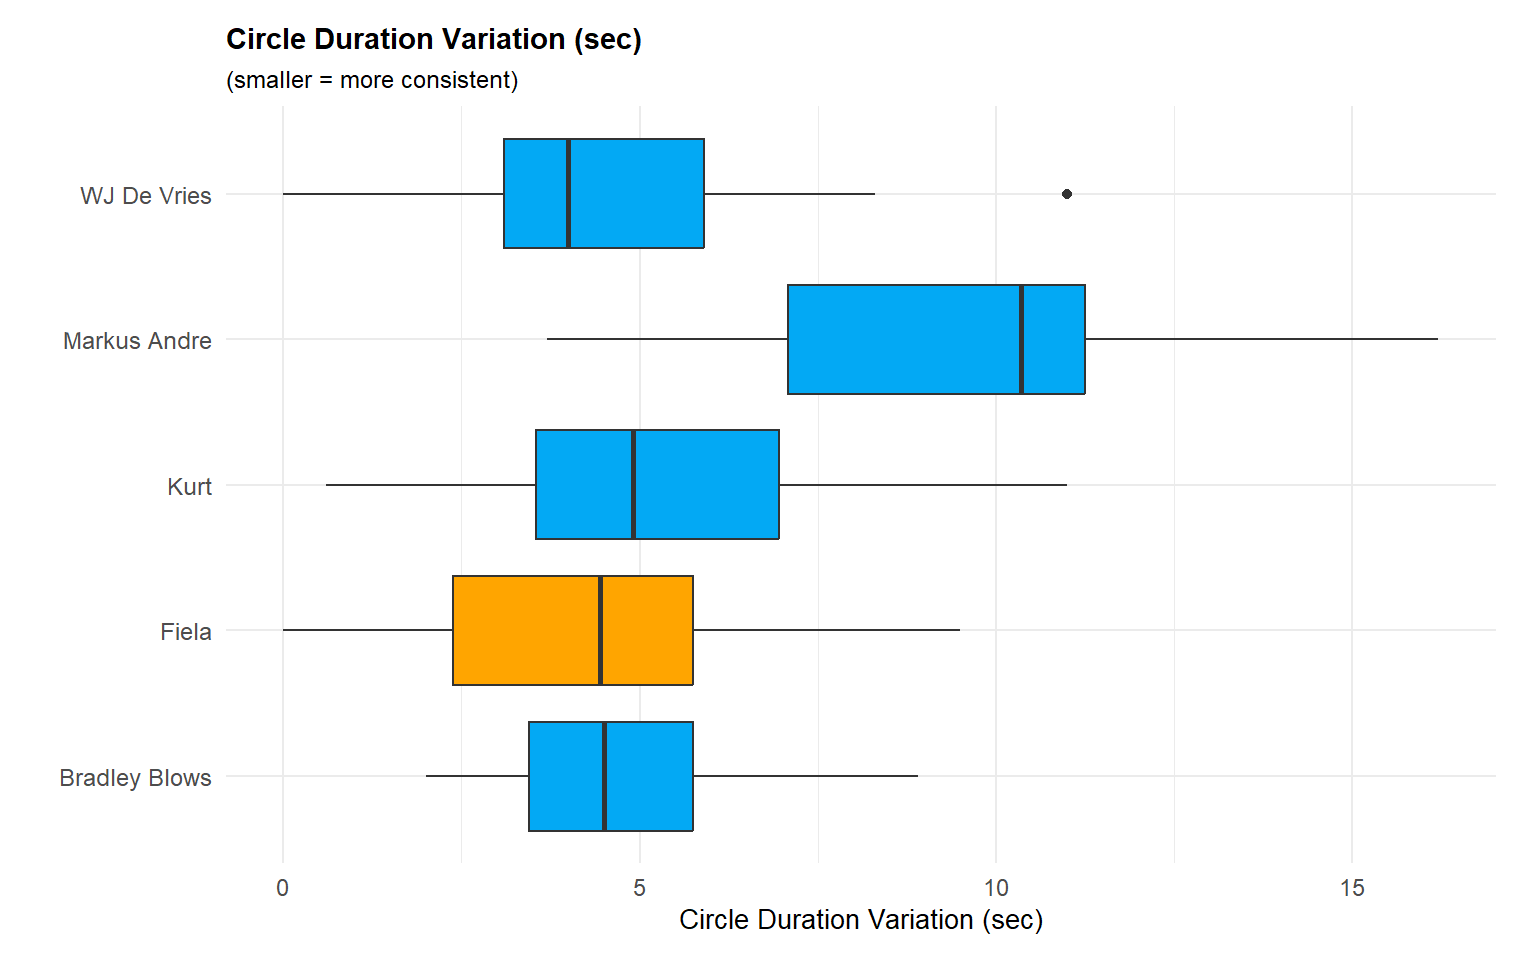 Circle Duration Variation (sec)
(smaller = more consistent)
WJ De Vries
Markus Andre
Kurt
Fiela
Bradley Blows
0 5 10 15
Circle Duration Variation (sec)